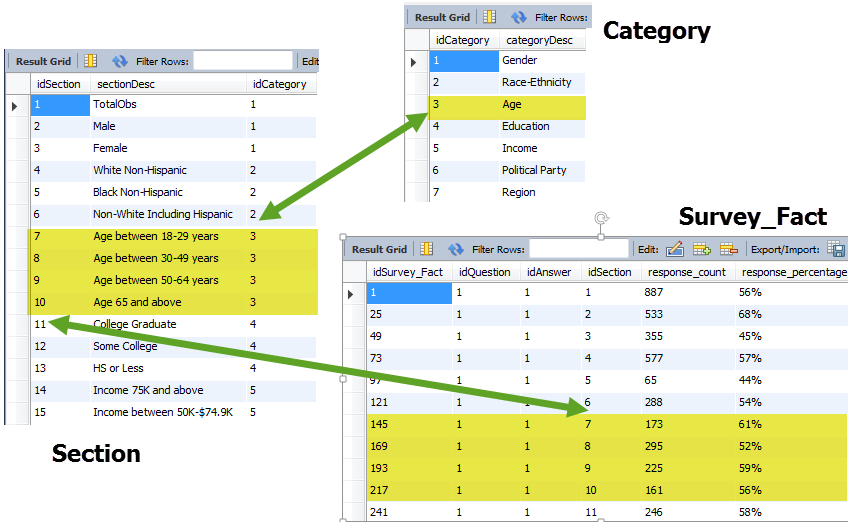 Result Grid Filter Rows:
Category
idCategory categoryDesc
1 Gender
2 Race-Ethnicity
3 Age
4 Education
5 Income
6 Political Party
7 Region
Result Grid Filter Rows: Edit
idSection sectionDesc idCategory
1 TotalObs 1
2 Male 1
3 Female 1
4 White Non-Hispanic 2
5 Black Non-Hispanic 2
6 Non-White Including Hispanic 2
7 Age between 18-29 years 3
8 Age between 30-49 years 3
9 Age between 50-64 years 3
10 Age 65 and above 3
11 College Graduate 4
12 Some College 4
13 HS or Less 4
14 Income 75K and above 5
15 Income between 50K-$74.9K 5
Section
Survey_Fact
Result Grid Filter Rows: Edit: Export/Import:
idSurvey_Fact idQuestion idAnswer idSection response_count response_percentage
1 1 1 1 887 56%
25 1 1 2 533 68%
49 1 1 3 355 45%
73 1 1 4 577 57%
97 1 1 5 65 44%
121 1 1 6 288 54%
145 1 1 7 173 61%
169 1 1 8 295 52%
193 1 1 9 225 59%
217 1 1 10 161 56%
241 1 1 11 246 58%